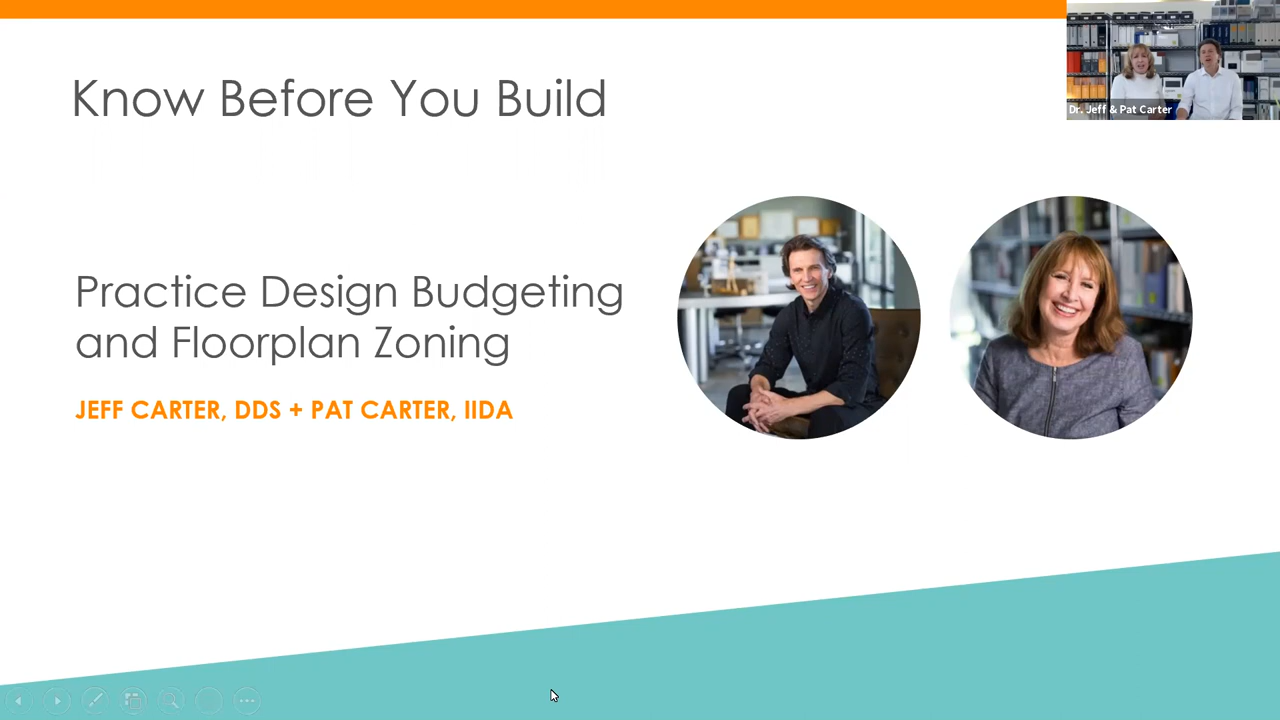 Know Before You Build
Dr. Jeff & Pat Carter
Practice Design Budgeting
and Floorplan Zoning
JEFF CARTER, DDS + PAT CARTER, IIDA